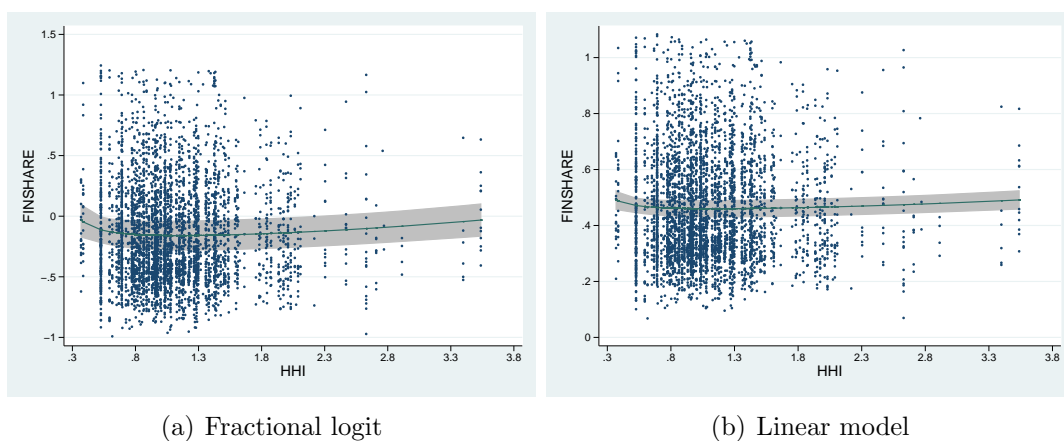 1.5
1
.5
0
−.5
−1
FINSHARE
.3 .8 1.3 1.8 2.3 2.8 3.3 3.8
HHI
(a) Fractional logit
1
.8
.6
.4
.2
0
FINSHARE
.3 .8 1.3 1.8 2.3 2.8 3.3 3.8
HHI
(b) Linear model